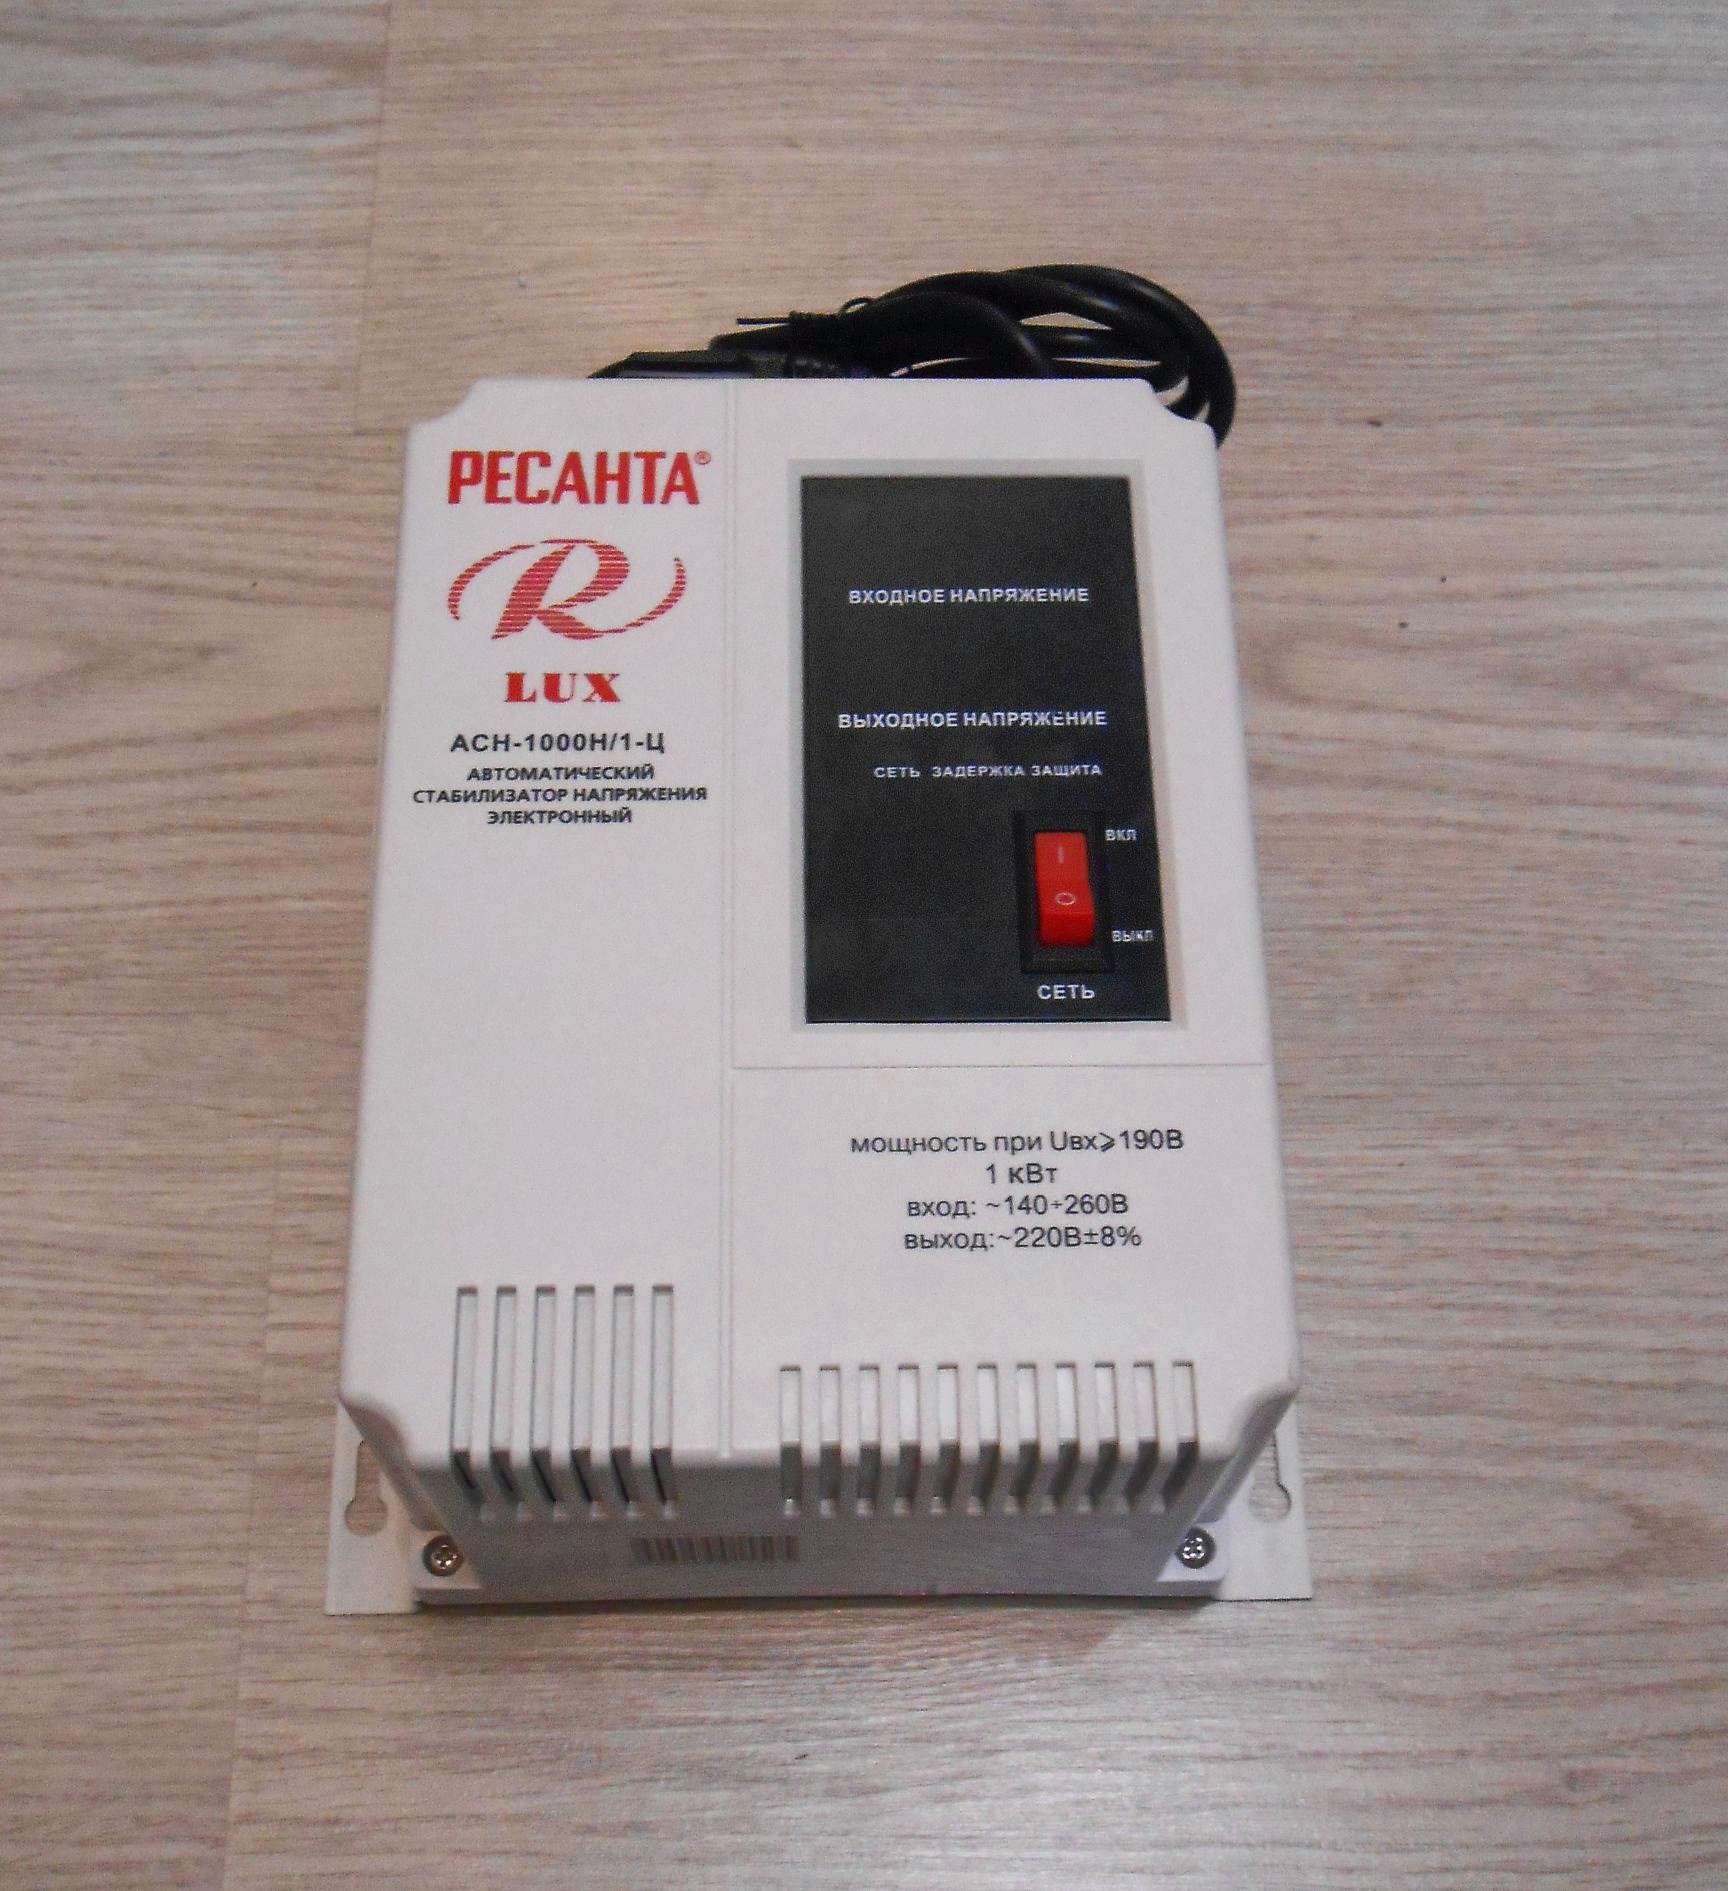 РЕСАНТА®
R
LUX
АСН-1000Н/1-Ц
АВТОМАТИЧЕСКИЙ
СТАБИЛИЗАТОР НАПРЯЖЕНИЯ
ЭЛЕКТРОННЫЙ
ВХОДНОЕ НАПРЯЖЕНИЕ
ВЫХОДНОЕ НАПРЯЖЕНИЕ
СЕТЬ ЗАДЕРЖКА ЗАЩИТА
ВКЛ
I
O
ВЫКЛ
СЕТЬ
мощность при Uвх⩾190В
1 кВт
вход: ~140÷260В
выход:~220В±8%